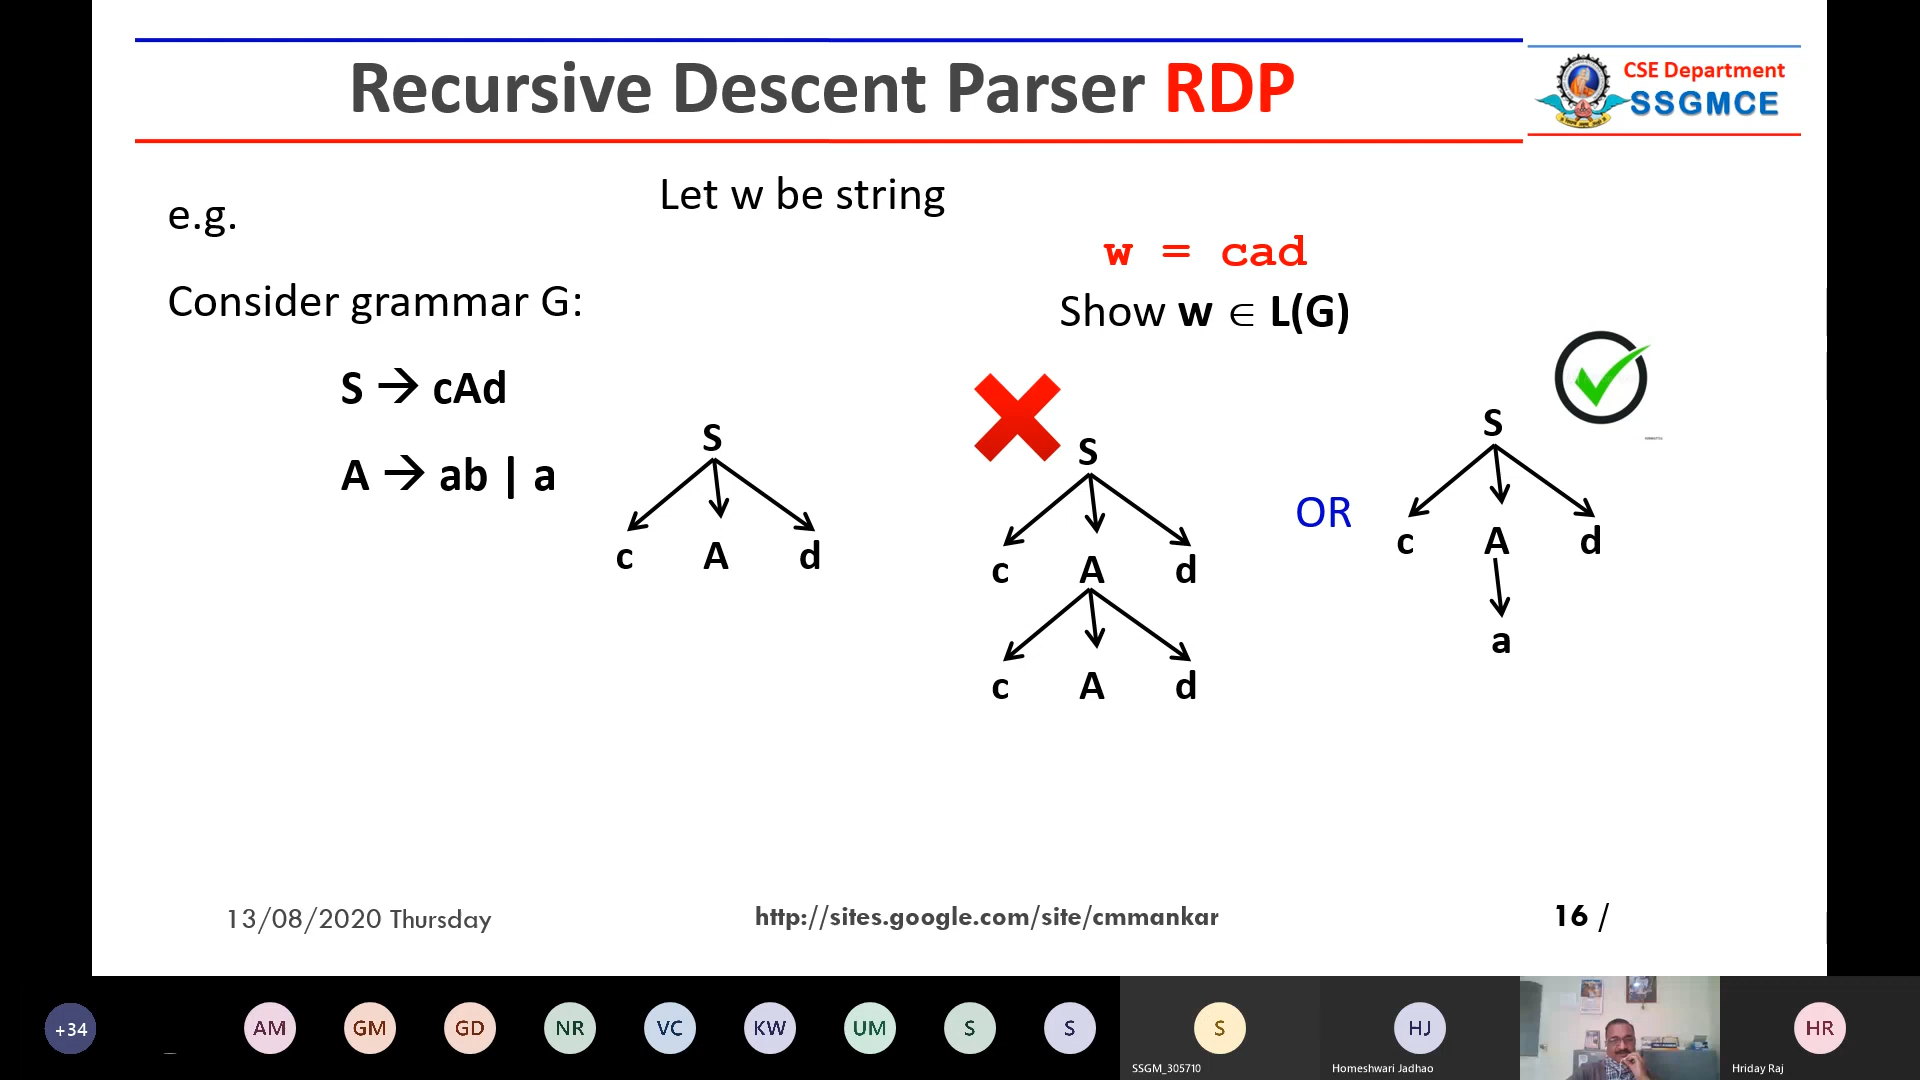 Recursive Descent Parser RDP
CSE Department
SSGMCE
e.g.
Let w be string
w = cad
Consider grammar G:
Show w ∈ L(G)
S → cAd
A → ab | a
S
c A d
S
c A d
c A d
OR
S
c A d
a
13/08/2020 Thursday
http://sites.google.com/site/cmmankar
16 /
+34
AM
GM
GD
NR
VC
KW
UM
S
S
S
SSGM_305710
HJ
Homeshwari Jadhao
HR
Hriday Raj